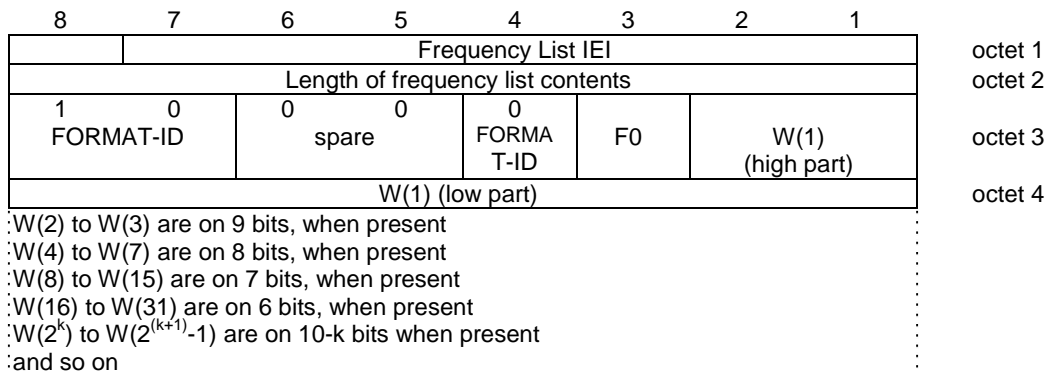 8 7 6 5 4 3 2 1
Frequency List IEI octet 1
Length of frequency list contents octet 2
1 0 0 0 0
FORMAT-ID spare FORMA F0 W(1) octet 3
T-ID (high part)
W(1) (low part) octet 4
W(2) to W(3) are on 9 bits, when present
W(4) to W(7) are on 8 bits, when present
W(8) to W(15) are on 7 bits, when present
W(16) to W(31) are on 6 bits, when present
W(2^k) to W(2^(k+1)-1) are on 10-k bits when present
and so on